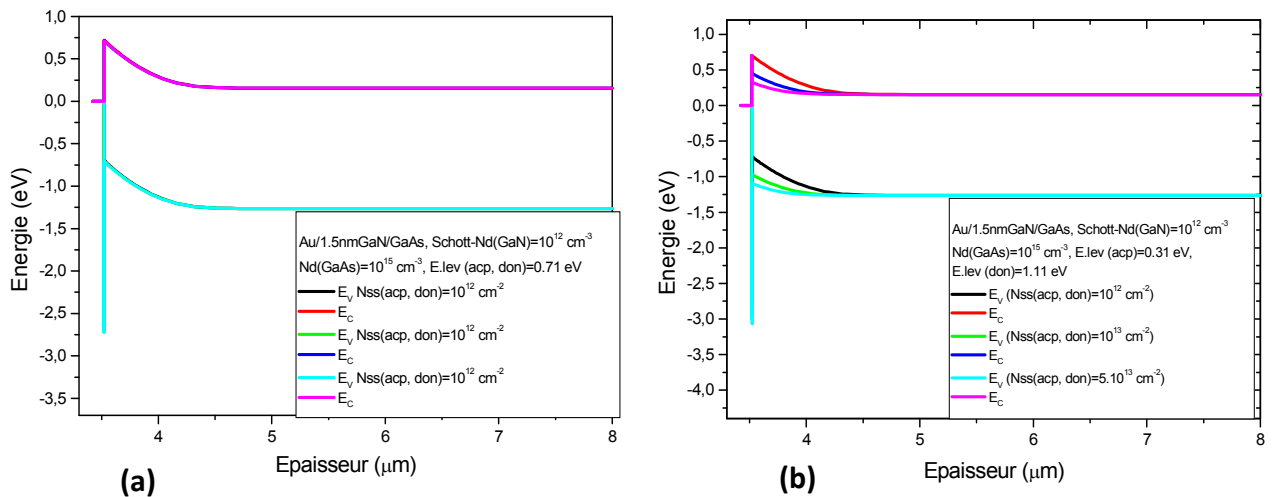 1,0
0,5
0,0
-0,5
-1,0
-1,5
-2,0
-2,5
-3,0
-3,5
Energie (eV)
4 5 6 7 8
Epaisseur (μm)
Au/1.5nmGaN/GaAs, Schott-Nd(GaN)=10¹² cm⁻³
Nd(GaAs)=10¹⁵ cm⁻³, E.lev (acp, don)=0.71 eV
E_V Nss(acp, don)=10¹² cm⁻²
E_C
E_V Nss(acp, don)=10¹² cm⁻²
E_C
E_V Nss(acp, don)=10¹² cm⁻²
E_C
(a)
1,0
0,5
0,0
-0,5
-1,0
-1,5
-2,0
-2,5
-3,0
-3,5
-4,0
Energie (eV)
4 5 6 7 8
Epaisseur (μm)
Au/1.5nmGaN/GaAs, Schott-Nd(GaN)=10¹² cm⁻³
Nd(GaAs)=10¹⁵ cm⁻³, E.lev (acp)=0.31 eV,
E.lev (don)=1.11 eV
E_V (Nss(acp, don)=10¹² cm⁻²)
E_C
E_V (Nss(acp, don)=10¹³ cm⁻²)
E_C
E_V (Nss(acp, don)=5.10¹³ cm⁻²)
E_C
(b)